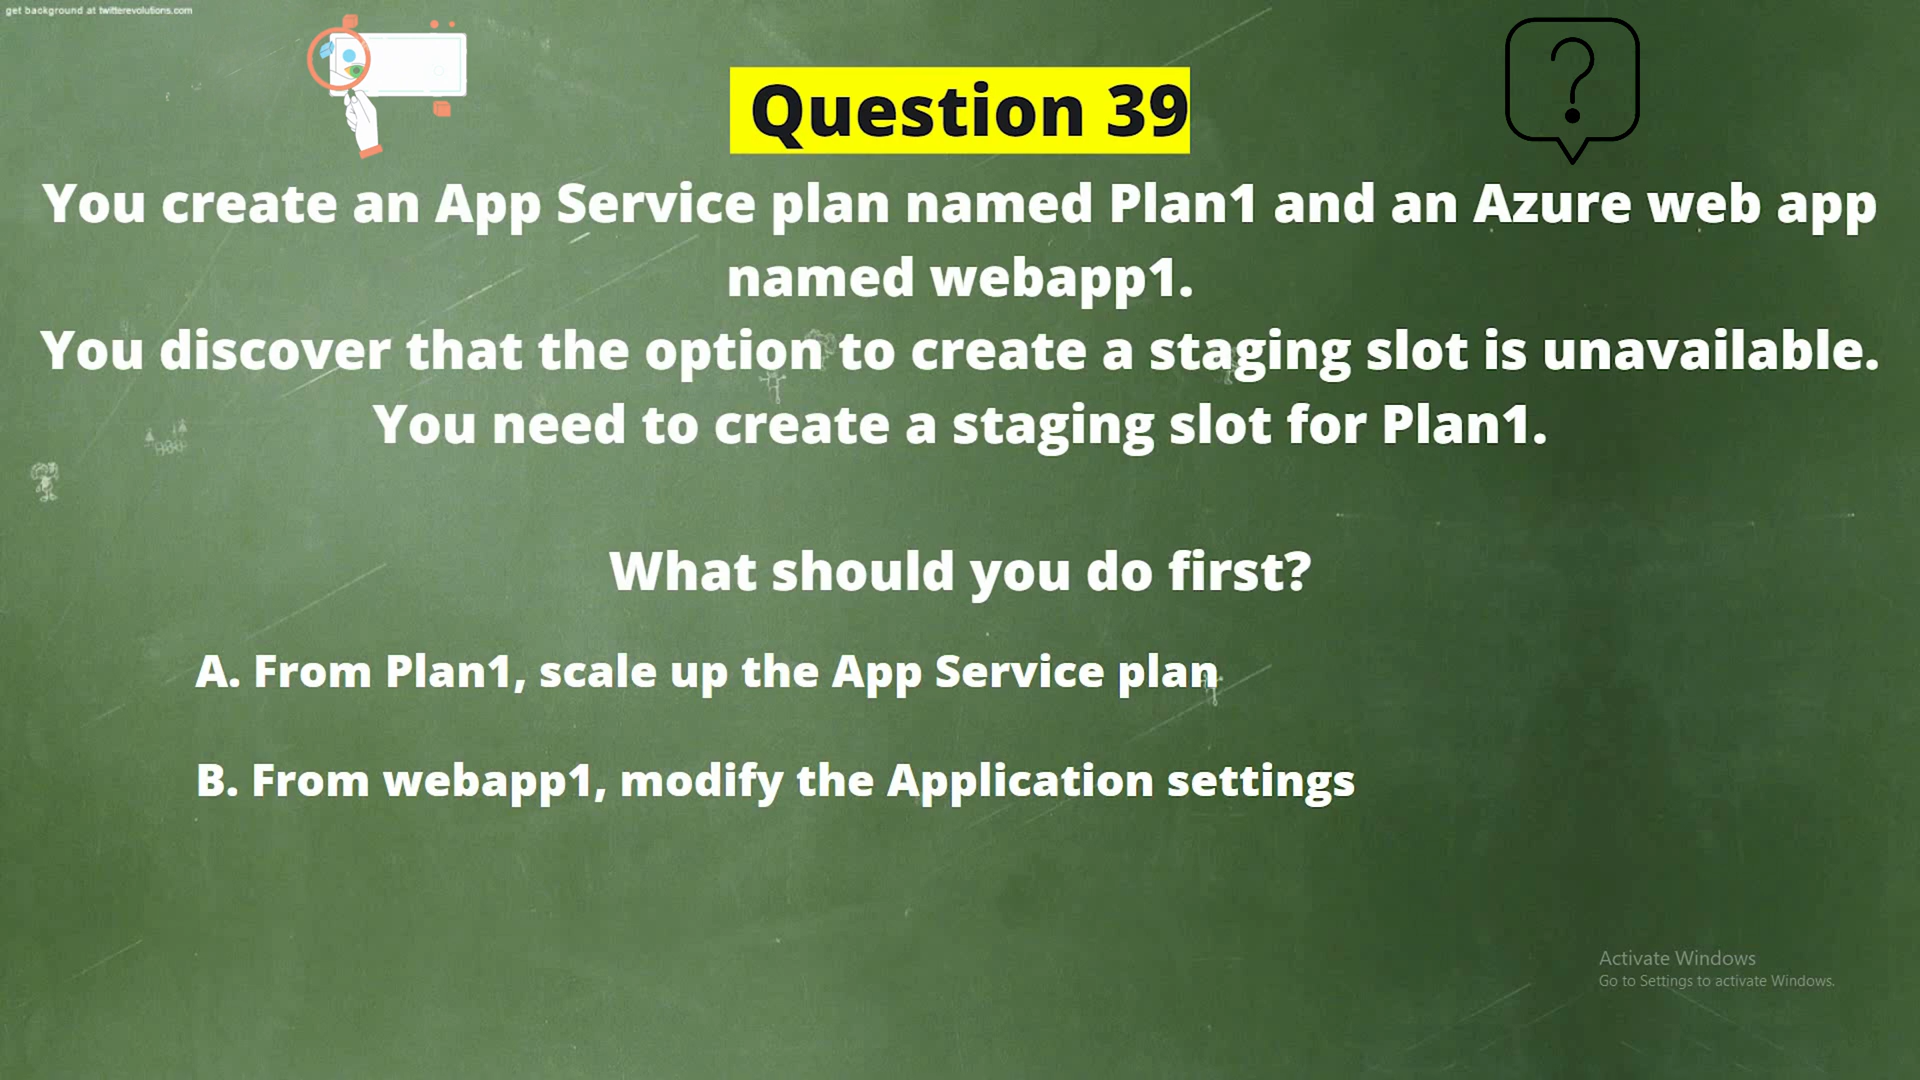 get background at twitterevolutions.com
Question 39
You create an App Service plan named Plan1 and an Azure web app
named webapp1.
You discover that the option to create a staging slot is unavailable.
You need to create a staging slot for Plan1.
What should you do first?
A. From Plan1, scale up the App Service plan
B. From webapp1, modify the Application settings
Activate Windows
Go to Settings to activate Windows.